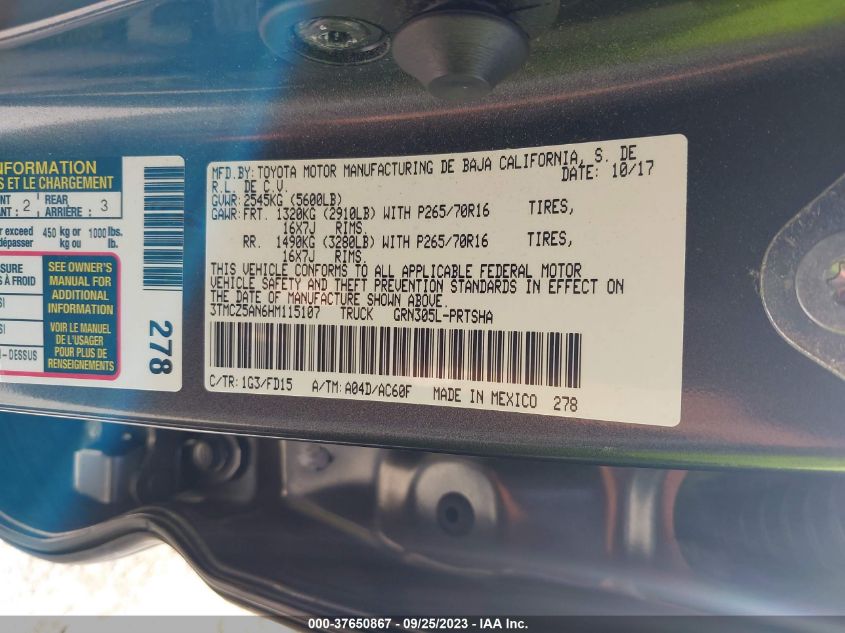 INFORMATION
S ET LE CHARGEMENT
NT 2 REAR 3
ANT: ARRIÈRE :
er exceed 450 kg or 1000 lbs.
dépasser kg ou lb.
SURE
S À FROID
SI
SI
- DESSUS
SEE OWNER'S
MANUAL FOR
ADDITIONAL
INFORMATION
VOIR LE MANUEL
DE L'USAGER
POUR PLUS DE
RENSEIGNEMENTS
278
MFD.BY: TOYOTA MOTOR MANUFACTURING DE BAJA CALIFORNIA, S. DE
R.L. DE C.V. DATE: 10/17
GVWR: 2545KG (5600LB)
GAWR: FRT. 1320KG (2910LB) WITH P265/70R16 TIRES,
16X7J RIMS,
RR. 1490KG (3280LB) WITH P265/70R16 TIRES,
16X7J RIMS.
THIS VEHICLE CONFORMS TO ALL APPLICABLE FEDERAL MOTOR
VEHICLE SAFETY AND THEFT PREVENTION STANDARDS IN EFFECT ON
THE DATE OF MANUFACTURE SHOWN ABOVE.
3TMCZ5AN6HM115107 TRUCK GRN305L-PRTSHA
C/TR: 1G3/FD15 A/TM: A04D/AC60F MADE IN MEXICO 278
000-37650867 - 09/25/2023 - IAA Inc.